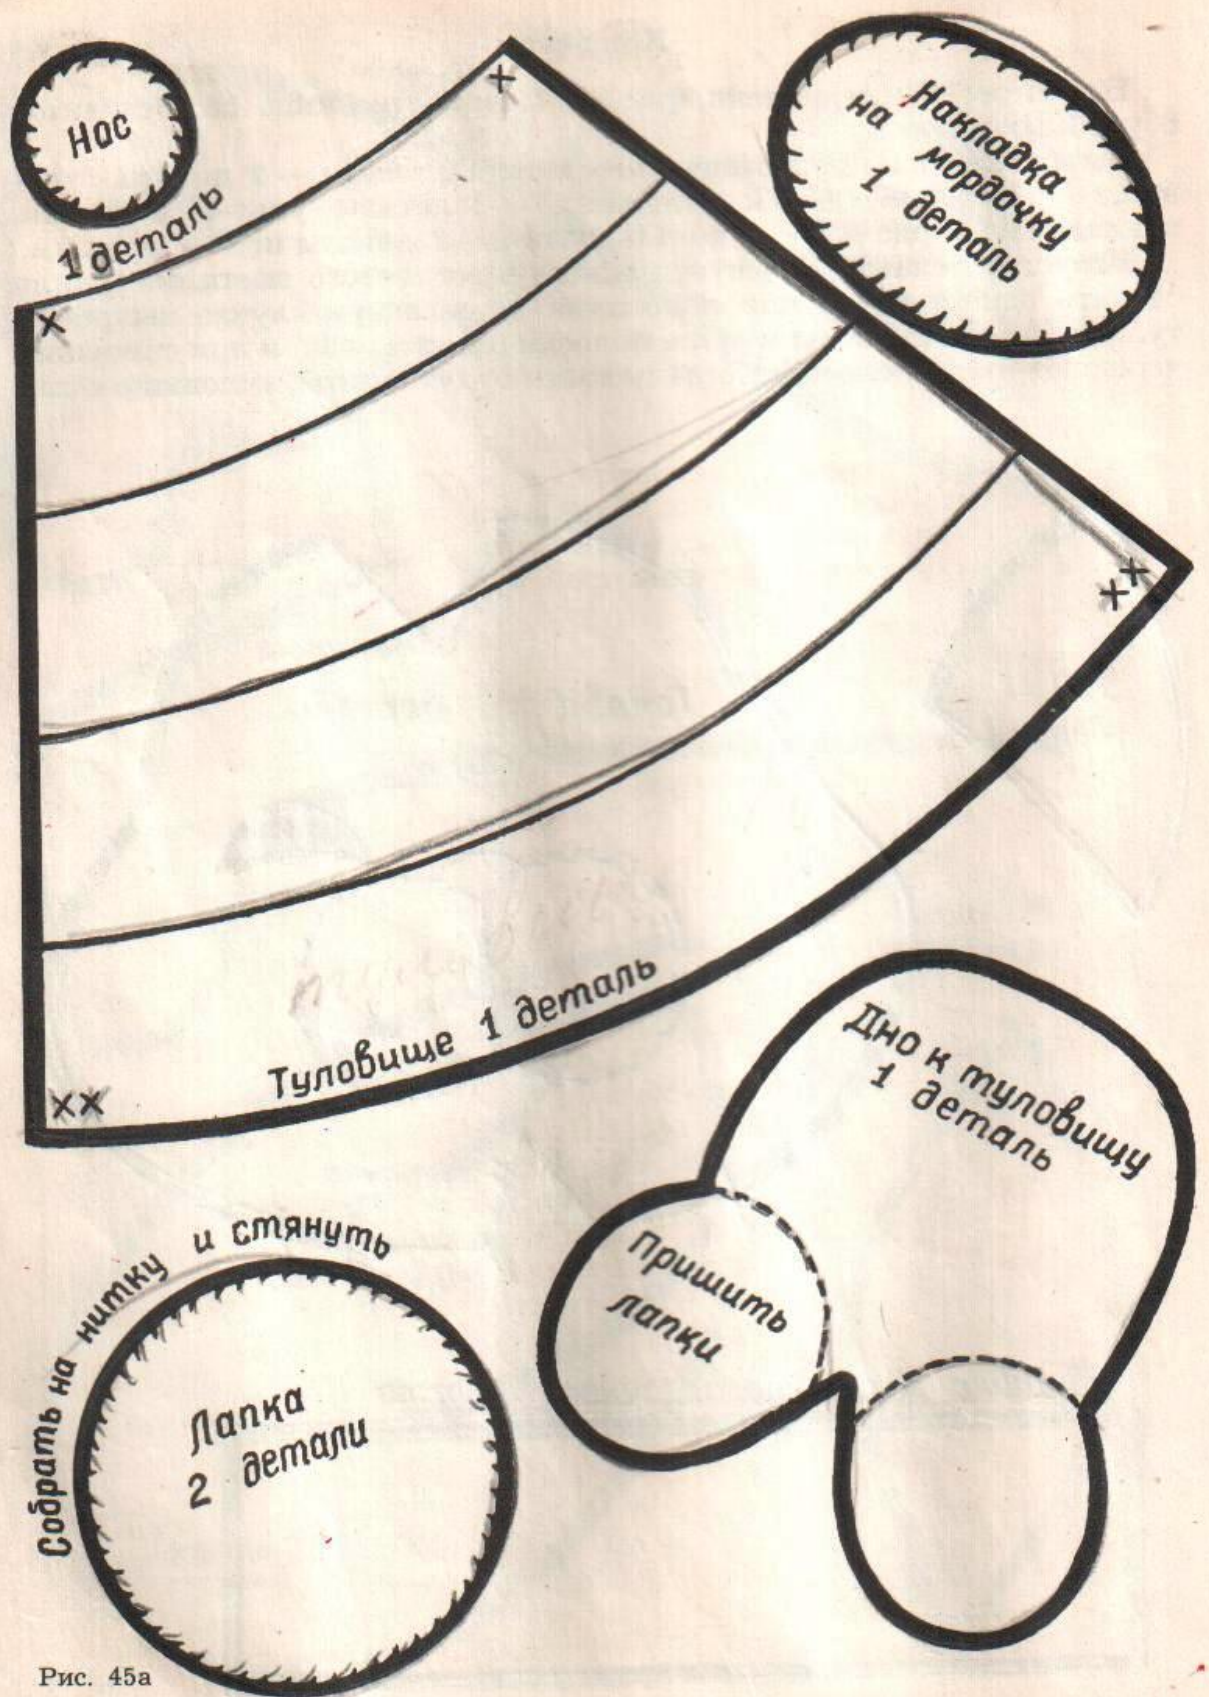 Нос
1 деталь
Накладка
на мордочку
1 деталь
Туловище 1 деталь
Дно к туловищу
1 деталь
Пришить
лапки
Собрать на нитку и стянуть
Лапка
2 детали
Рис. 45а